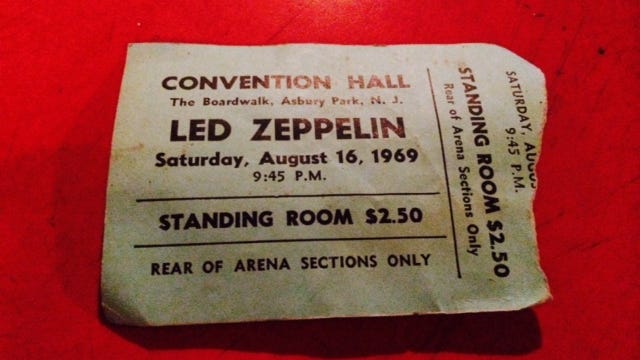 CONVENTION HALL
The Boardwalk, Asbury Park, N. J.
LED ZEPPELIN
Saturday, August 16, 1969
9:45 P.M.
STANDING ROOM $2.50
REAR OF ARENA SECTIONS ONLY
SATURDAY, AUGUS
9:45 P.M.
STANDING ROOM $2.50
Rear of Arena Sections Only